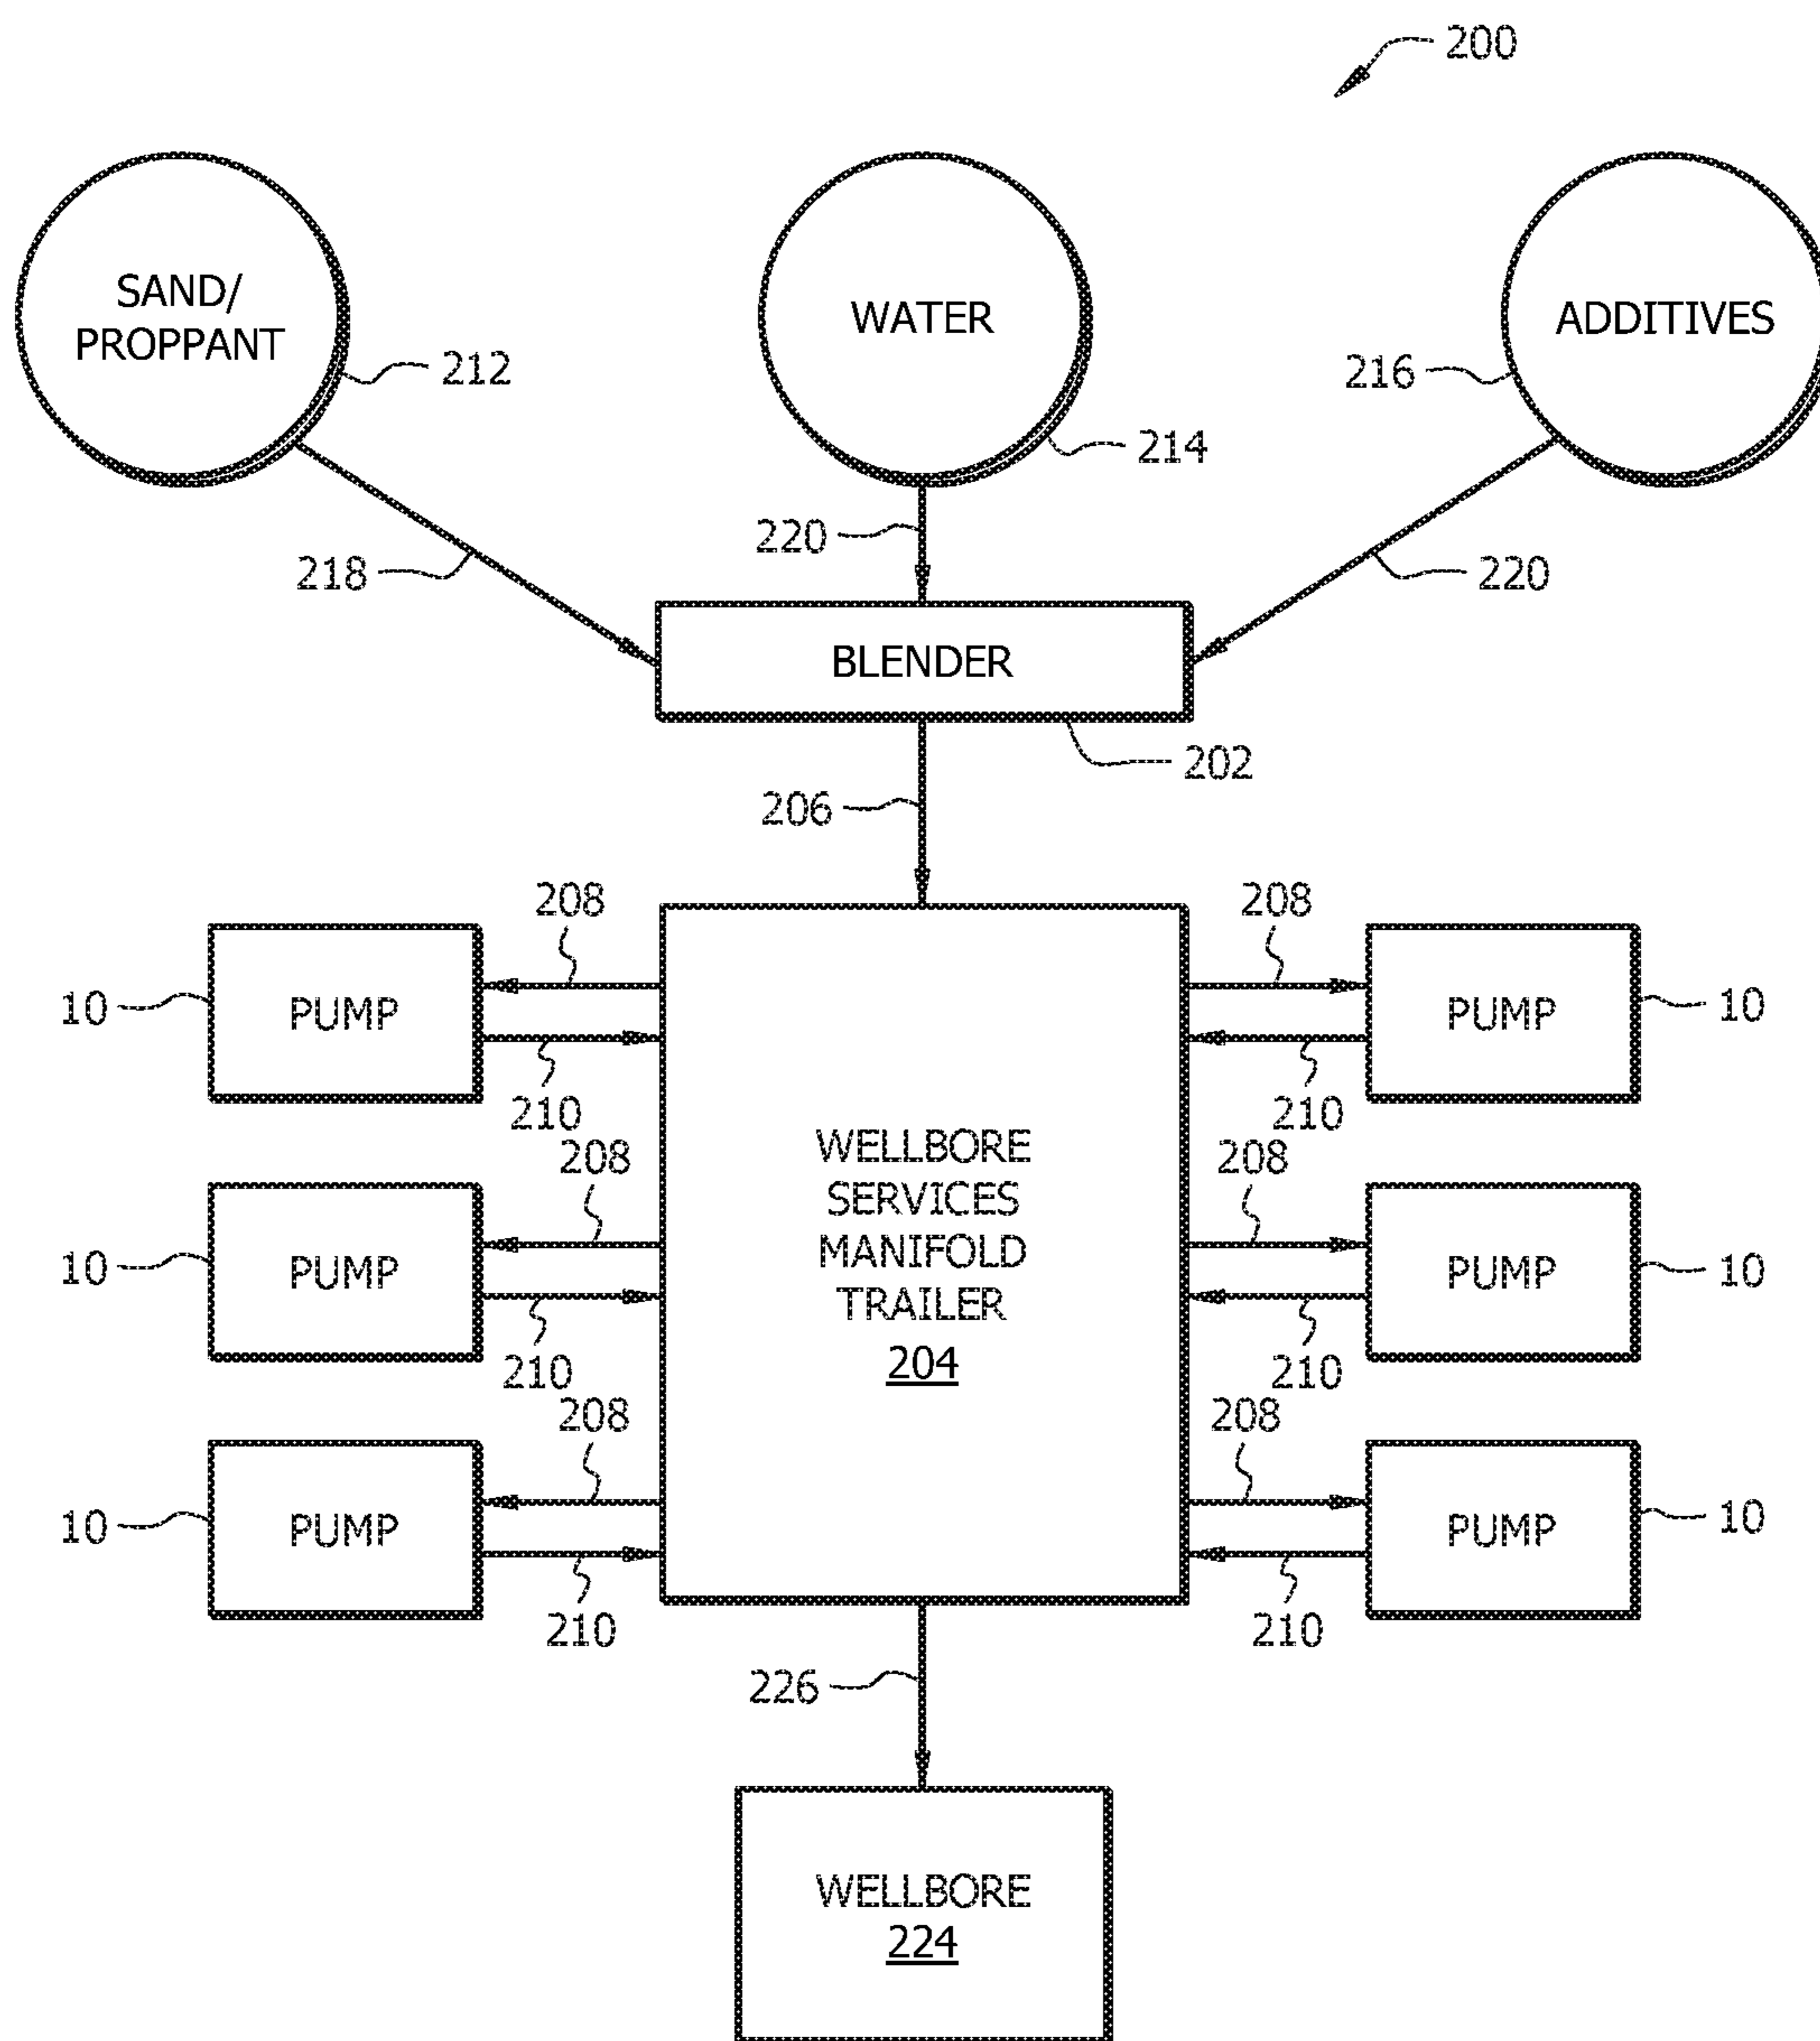 200
SAND/
PROPPANT
WATER
ADDITIVES
212
216
214
220
218
220
BLENDER
202
206
208
208
10
PUMP
PUMP
10
210
210
WELLBORE
SERVICES
MANIFOLD
TRAILER
204
208
208
10
PUMP
PUMP
10
210
210
208
208
10
PUMP
PUMP
10
210
210
226
WELLBORE
224